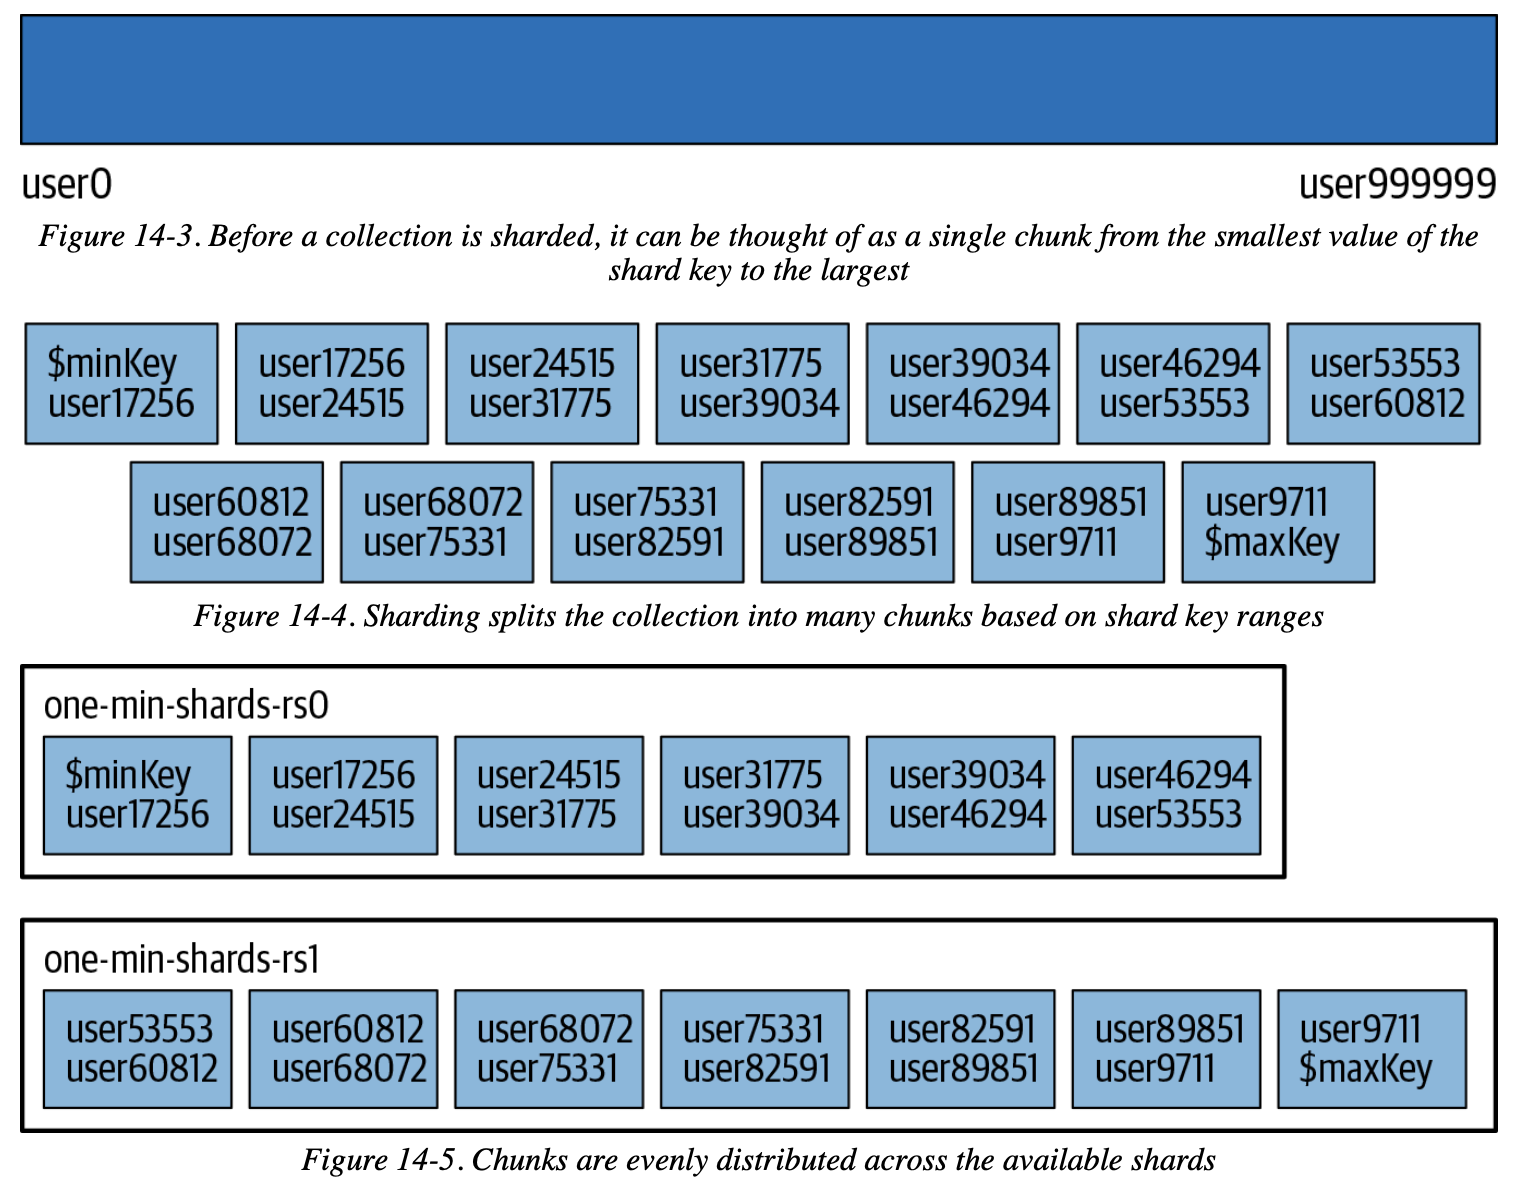 user0
user999999
Figure 14-3. Before a collection is sharded, it can be thought of as a single chunk from the smallest value of the
shard key to the largest
$minKey
user17256
user17256
user24515
user24515
user31775
user31775
user39034
user39034
user46294
user46294
user53553
user53553
user60812
user60812
user68072
user68072
user75331
user75331
user82591
user82591
user89851
user89851
user9711
user9711
$maxKey
Figure 14-4. Sharding splits the collection into many chunks based on shard key ranges
one-min-shards-rs0
$minKey
user17256
user17256
user24515
user24515
user31775
user31775
user39034
user39034
user46294
user46294
user53553
one-min-shards-rs1
user53553
user60812
user60812
user68072
user68072
user75331
user75331
user82591
user82591
user89851
user89851
user9711
user9711
$maxKey
Figure 14-5. Chunks are evenly distributed across the available shards